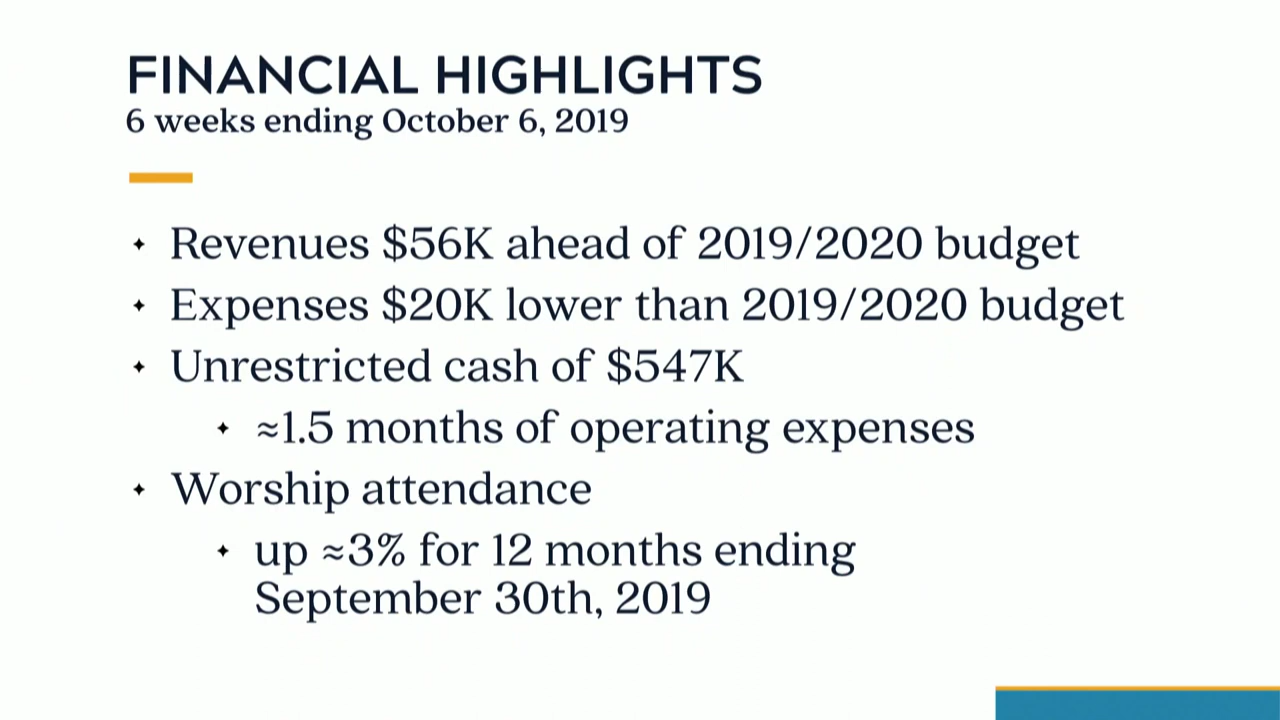 FINANCIAL HIGHLIGHTS
6 weeks ending October 6, 2019
Revenues $56K ahead of 2019/2020 budget
Expenses $20K lower than 2019/2020 budget
Unrestricted cash of $547K
≈1.5 months of operating expenses
Worship attendance
up ≈3% for 12 months ending
September 30th, 2019